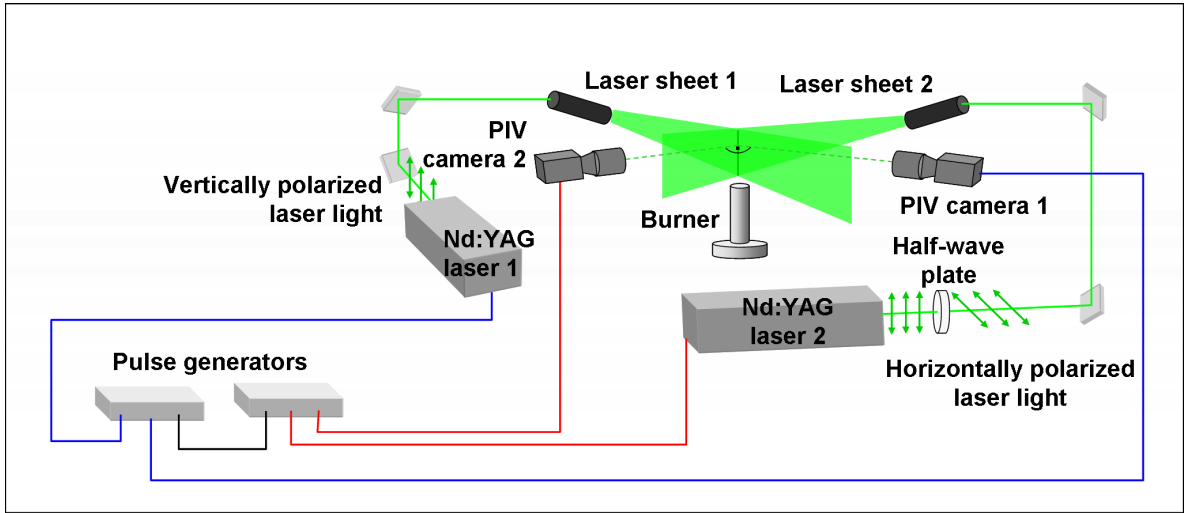 Laser sheet 1
Laser sheet 2
PIV
camera 2
Vertically polarized
laser light
PIV camera 1
Burner
Nd:YAG
laser 1
Half-wave
plate
Nd:YAG
laser 2
Pulse generators
Horizontally polarized
laser light